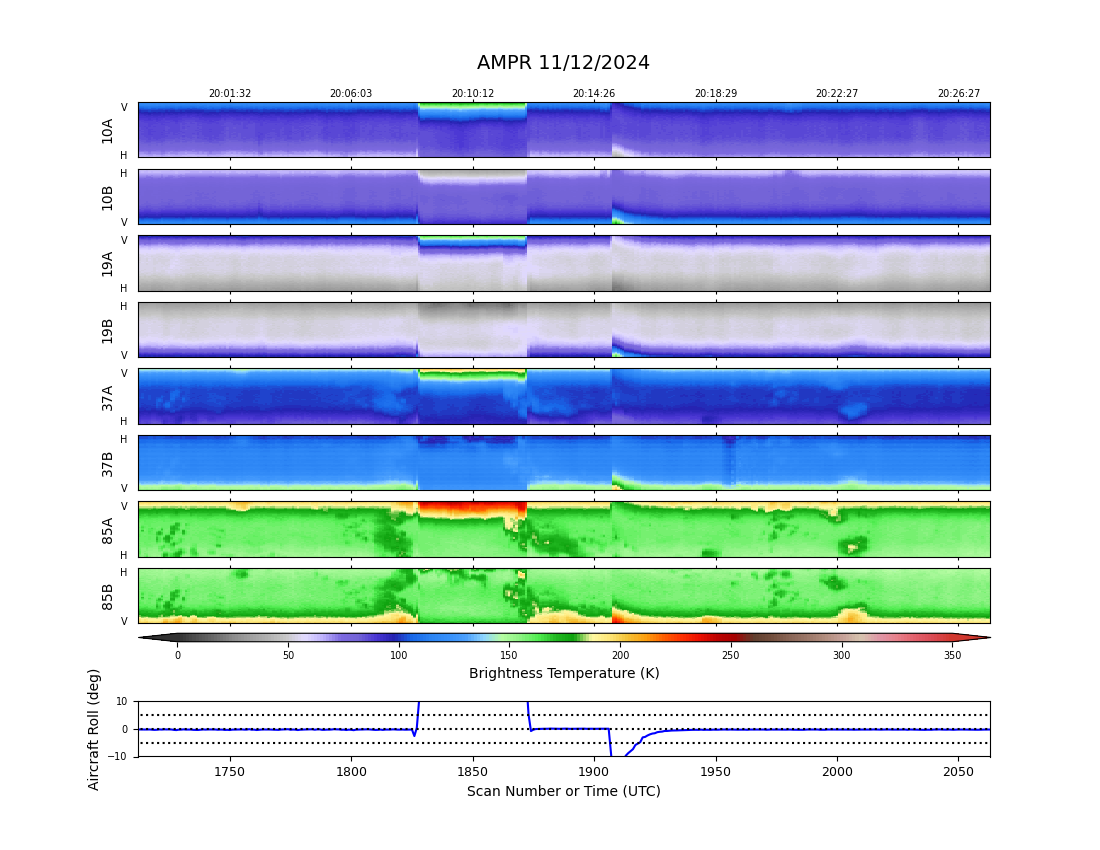 AMPR 11/12/2024
20:01:32 20:06:03 20:10:12 20:14:26 20:18:29 20:22:27 20:26:27
V
10A
H
H
10B
V
V
19A
H
H
19B
V
V
37A
H
H
37B
V
V
85A
H
H
85B
V
0 50 100 150 200 250 300 350
Brightness Temperature (K)
Aircraft Roll (deg)
10
0
−10
1750 1800 1850 1900 1950 2000 2050
Scan Number or Time (UTC)